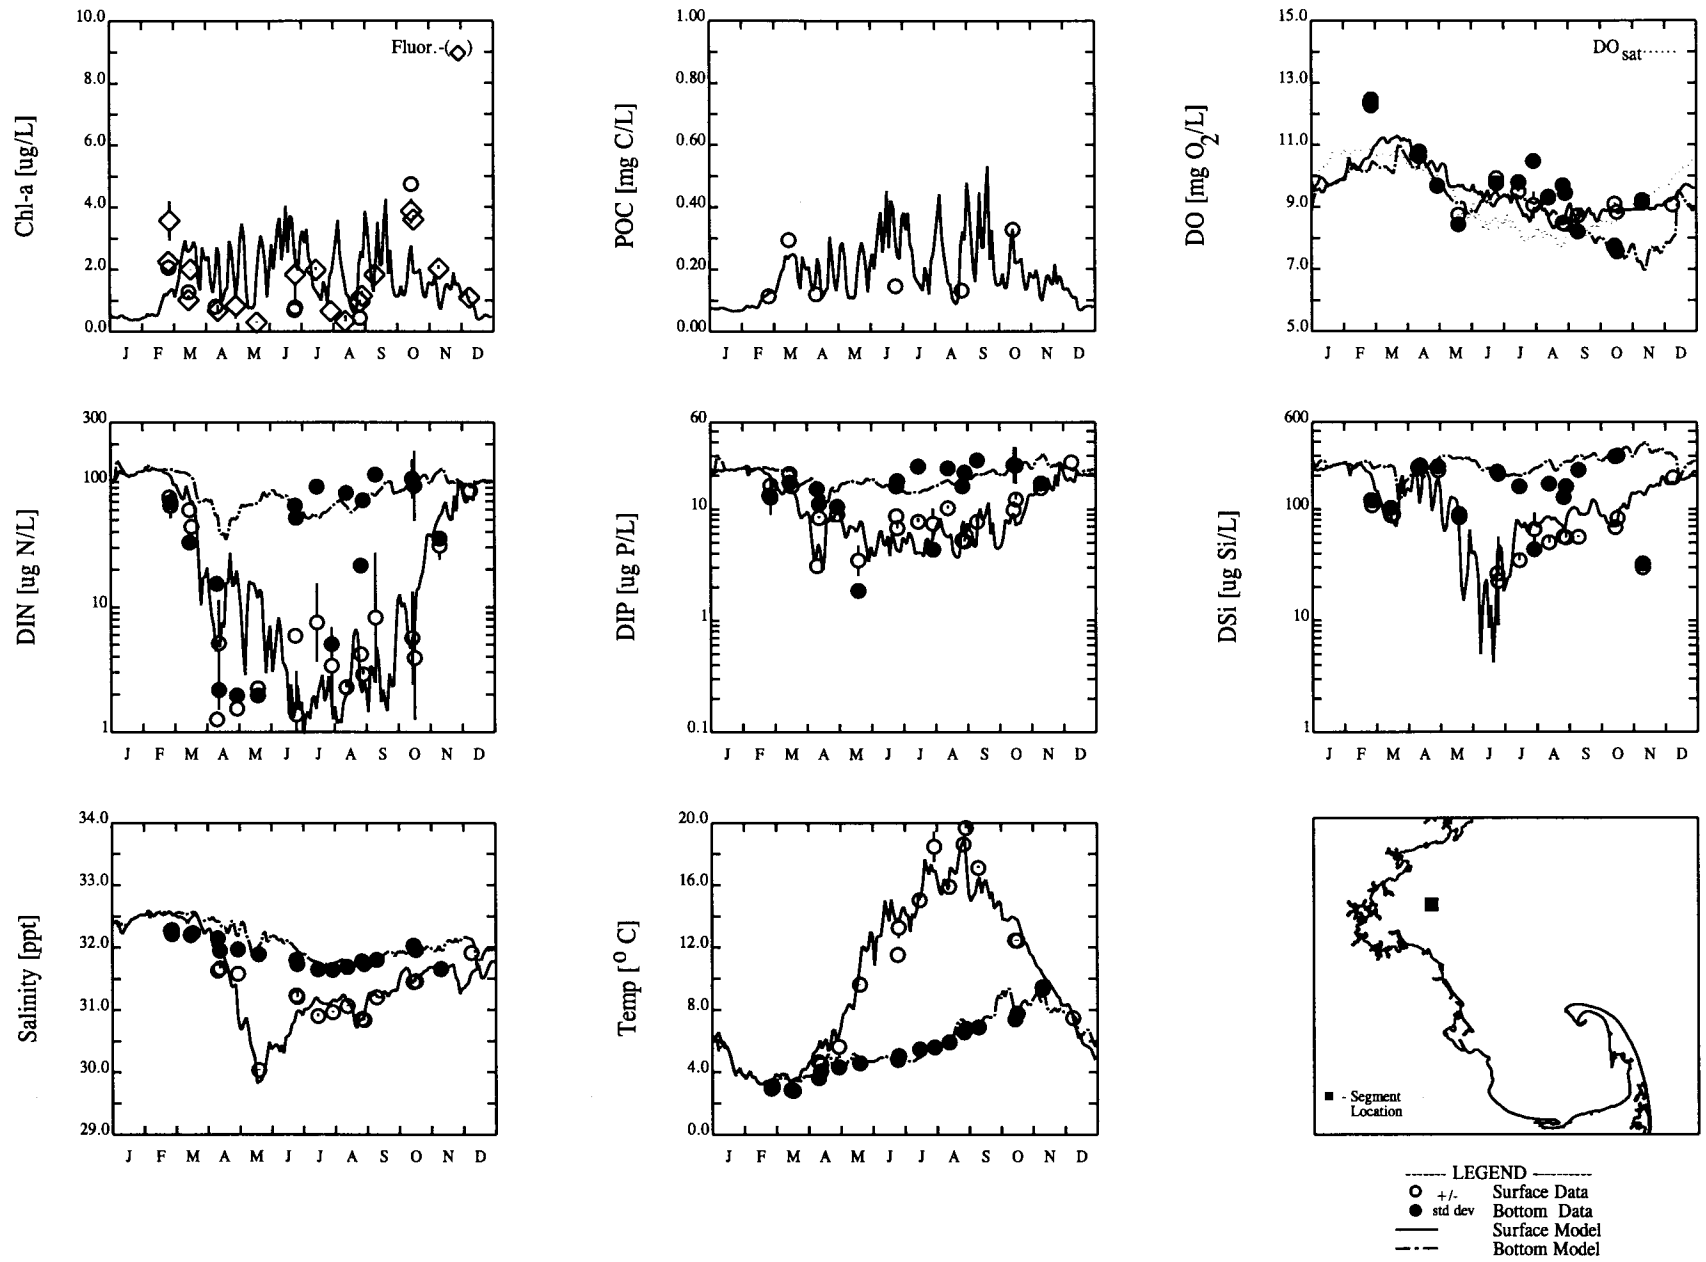 Chl-a [ug/L]
10.0
8.0
6.0
4.0
2.0
0.0
Fluor.-( )
J F M A M J J A S O N D
POC [mg C/L]
1.00
0.80
0.60
0.40
0.20
0.00
J F M A M J J A S O N D
DO [mg O2/L]
15.0
13.0
11.0
9.0
7.0
5.0
DO sat
J F M A M J J A S O N D
DIN [ug N/L]
300
100
10
1
J F M A M J J A S O N D
DIP [ug P/L]
60
10
1
0.1
J F M A M J J A S O N D
DSi [ug Si/L]
600
100
10
1
J F M A M J J A S O N D
Salinity [ppt]
34.0
33.0
32.0
31.0
30.0
29.0
J F M A M J J A S O N D
Temp [o C]
20.0
16.0
12.0
8.0
4.0
0.0
J F M A M J J A S O N D
- Segment
Location
LEGEND
+/- Surface Data
std dev Bottom Data
Surface Model
Bottom Model